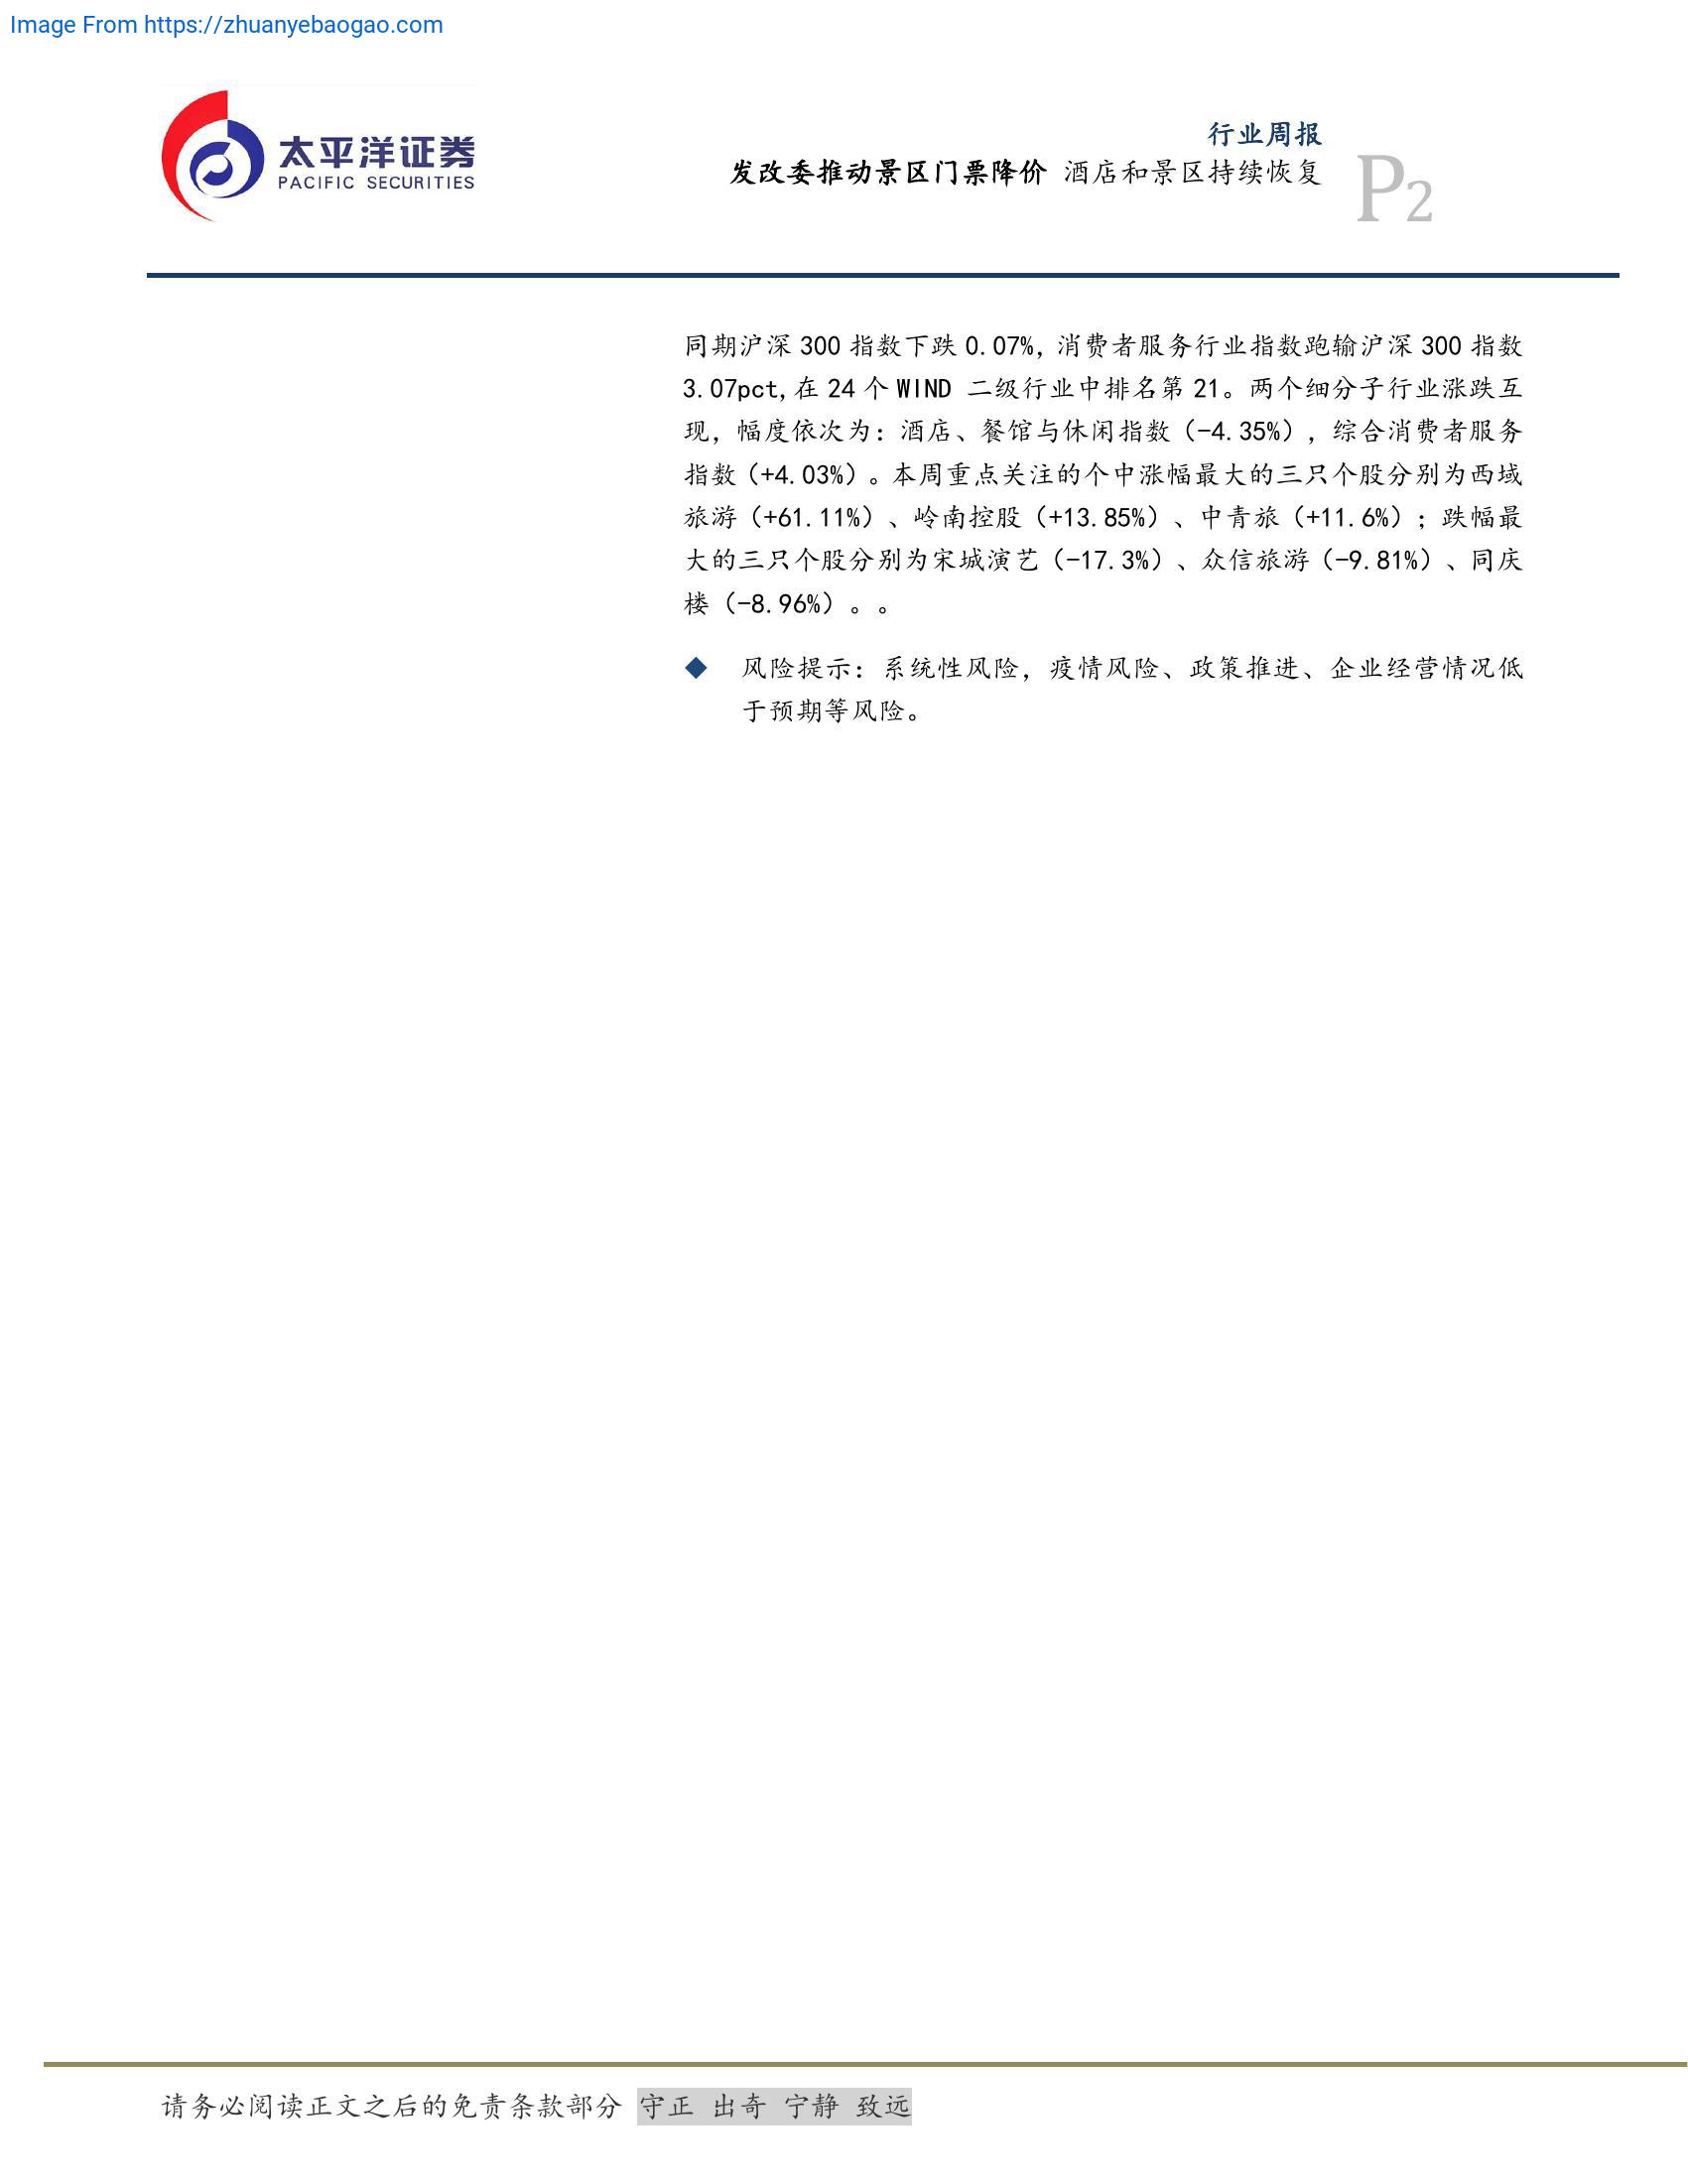 Image From https://zhuanyebaogao.com
太平洋证券
PACIFIC SECURITIES
行业周报
发改委推动景区门票降价 酒店和景区持续恢复
P2
同期沪深 300 指数下跌 0.07%, 消费者服务行业指数跑输沪深 300 指数
3.07pct, 在 24 个 WIND 二级行业中排名第 21。两个细分子行业涨跌互
现，幅度依次为：酒店、餐馆与休闲指数（-4.35%），综合消费者服务
指数（+4.03%）。本周重点关注的个中涨幅最大的三只个股分别为西域
旅游（+61.11%）、岭南控股（+13.85%）、中青旅（+11.6%）；跌幅最
大的三只个股分别为宋城演艺（-17.3%）、众信旅游（-9.81%）、同庆
楼（-8.96%）。。
◆ 风险提示：系统性风险，疫情风险、政策推进、企业经营情况低
于预期等风险。
请务必阅读正文之后的免责条款部分 守正 出奇 宁静 致远